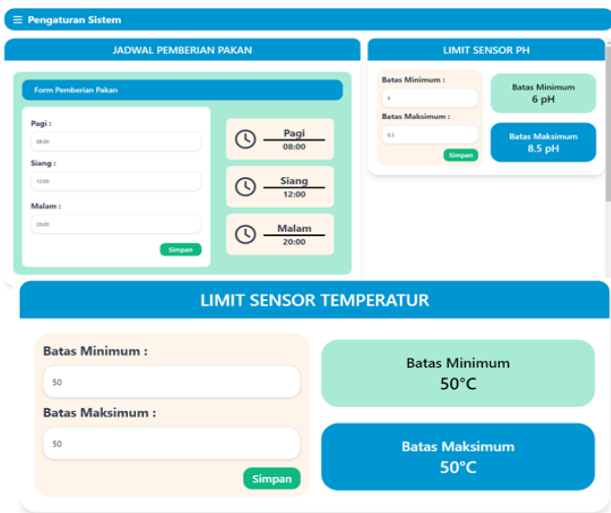 Pengaturan Sistem
JADWAL PEMBERIAN PAKAN
Form Pemberian Pakan
Pagi :
08:00
Siang :
12:00
Malam :
20:00
Simpan
Pagi
08:00
Siang
12:00
Malam
20:00
LIMIT SENSOR PH
Batas Minimum :
6
Batas Maksimum :
8.5
Simpan
Batas Minimum
6 pH
Batas Maksimum
8.5 pH
LIMIT SENSOR TEMPERATUR
Batas Minimum :
50
Batas Maksimum :
50
Simpan
Batas Minimum
50°C
Batas Maksimum
50°C